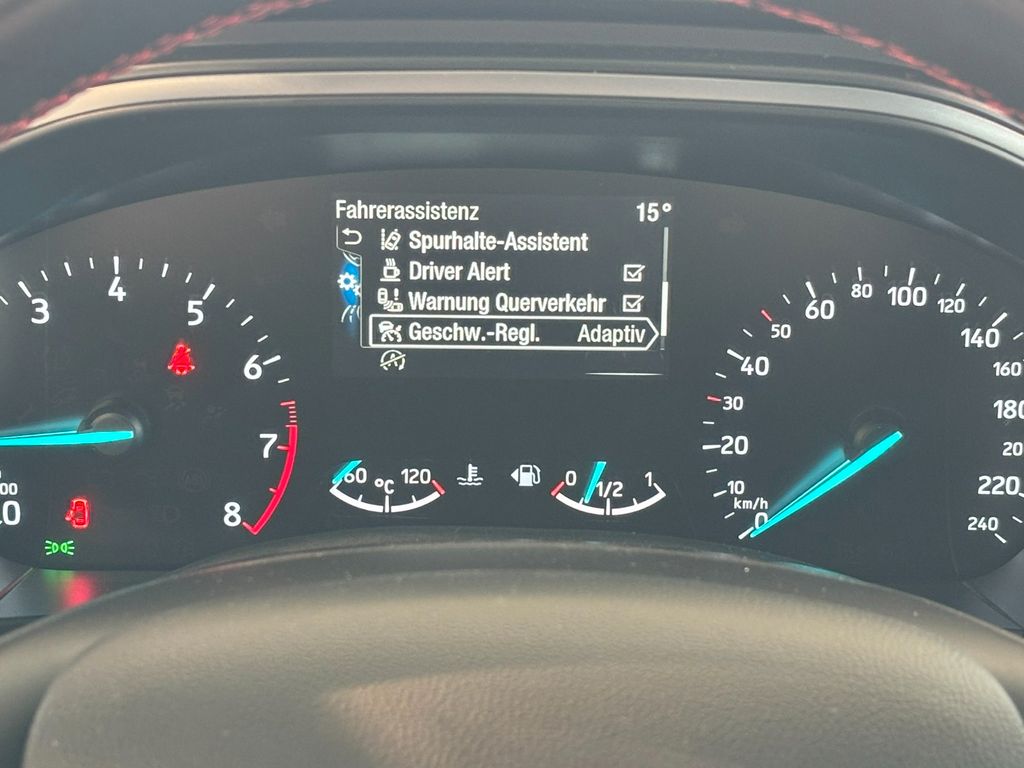 Fahrerassistenz 15°
Spurhalte-Assistent
Driver Alert
Warnung Querverkehr
Geschw.-Regl. Adaptiv
3 4 5 6 7 8
60 °C 120
0 1/2 1
km/h
0 10 20 30 40 50 60 80 100 120 140 160 180 220 240